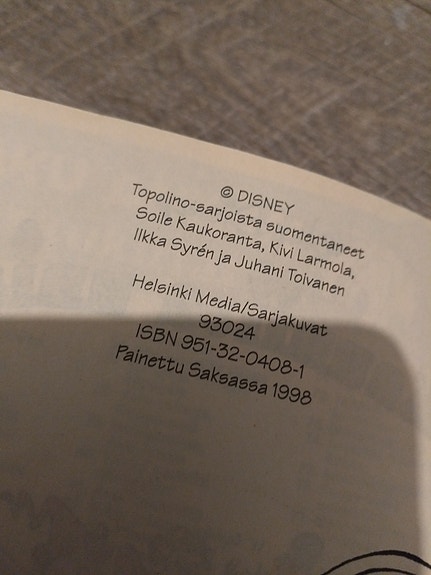 © DISNEY
Topolino-sarjoista suomentaneet
Soile Kaukoranta, Kivi Larmola,
Ilkka Syrén ja Juhani Toivanen
Helsinki Media/Sarjakuvat
93024
ISBN 951-32-0408-1
Painettu Saksassa 1998